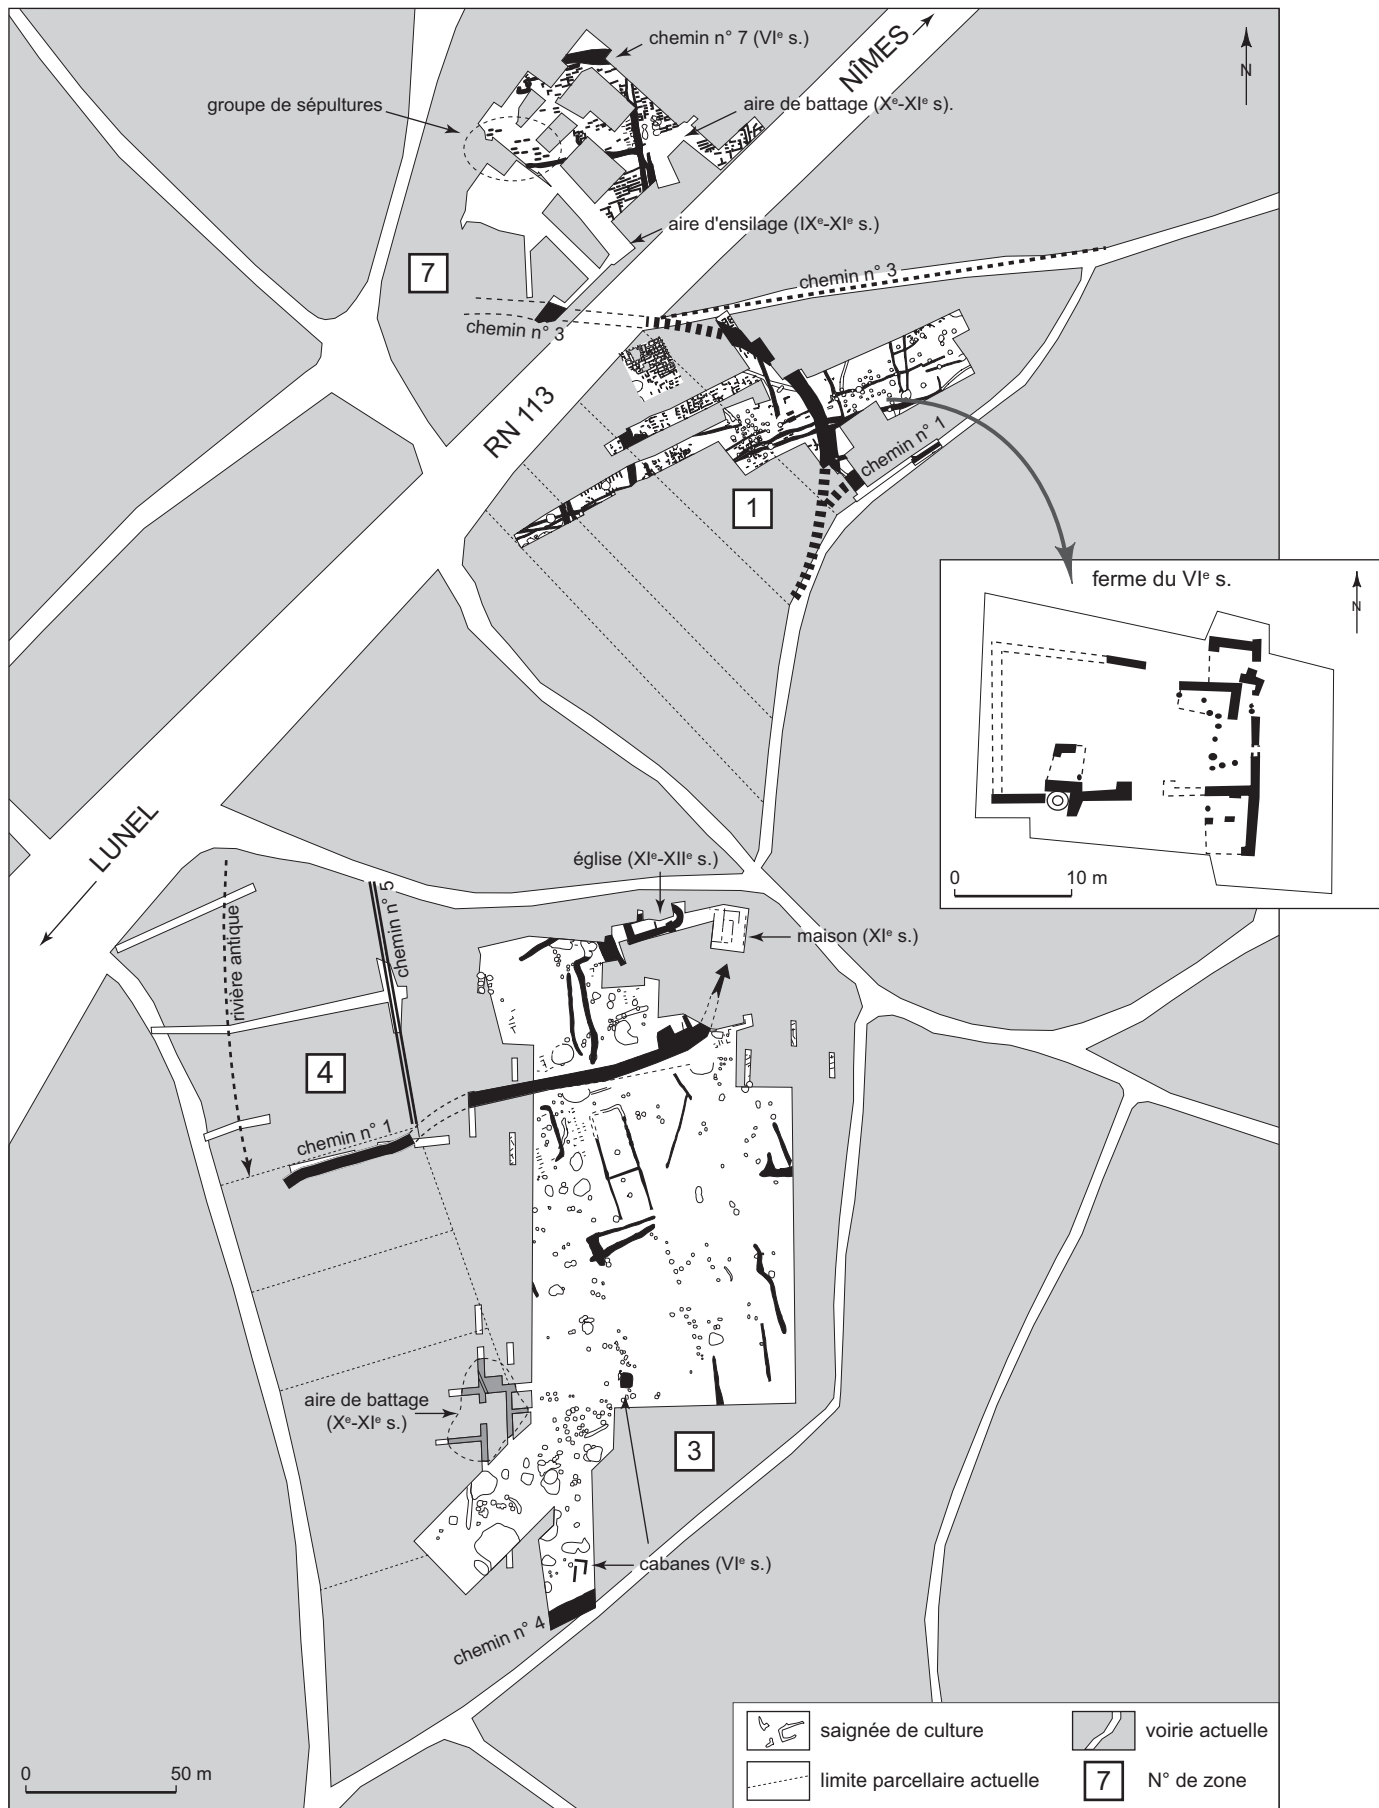 chemin n° 7 (VIe s.)
NÎMES
N
groupe de sépultures
aire de battage (Xe-XIe s).
aire d'ensilage (IXe-XIe s.)
7
chemin n° 3
chemin n° 3
RN 113
chemin n° 1
1
ferme du VIe s.
N
0 10 m
LUNEL
église (XIe-XIIe s.)
maison (XIe s.)
chemin n° 5
rivière antique
4
chemin n° 1
aire de battage
(Xe-XIe s.)
3
cabanes (VIe s.)
chemin n° 4
0 50 m
saignée de culture
voirie actuelle
limite parcellaire actuelle
7
N° de zone